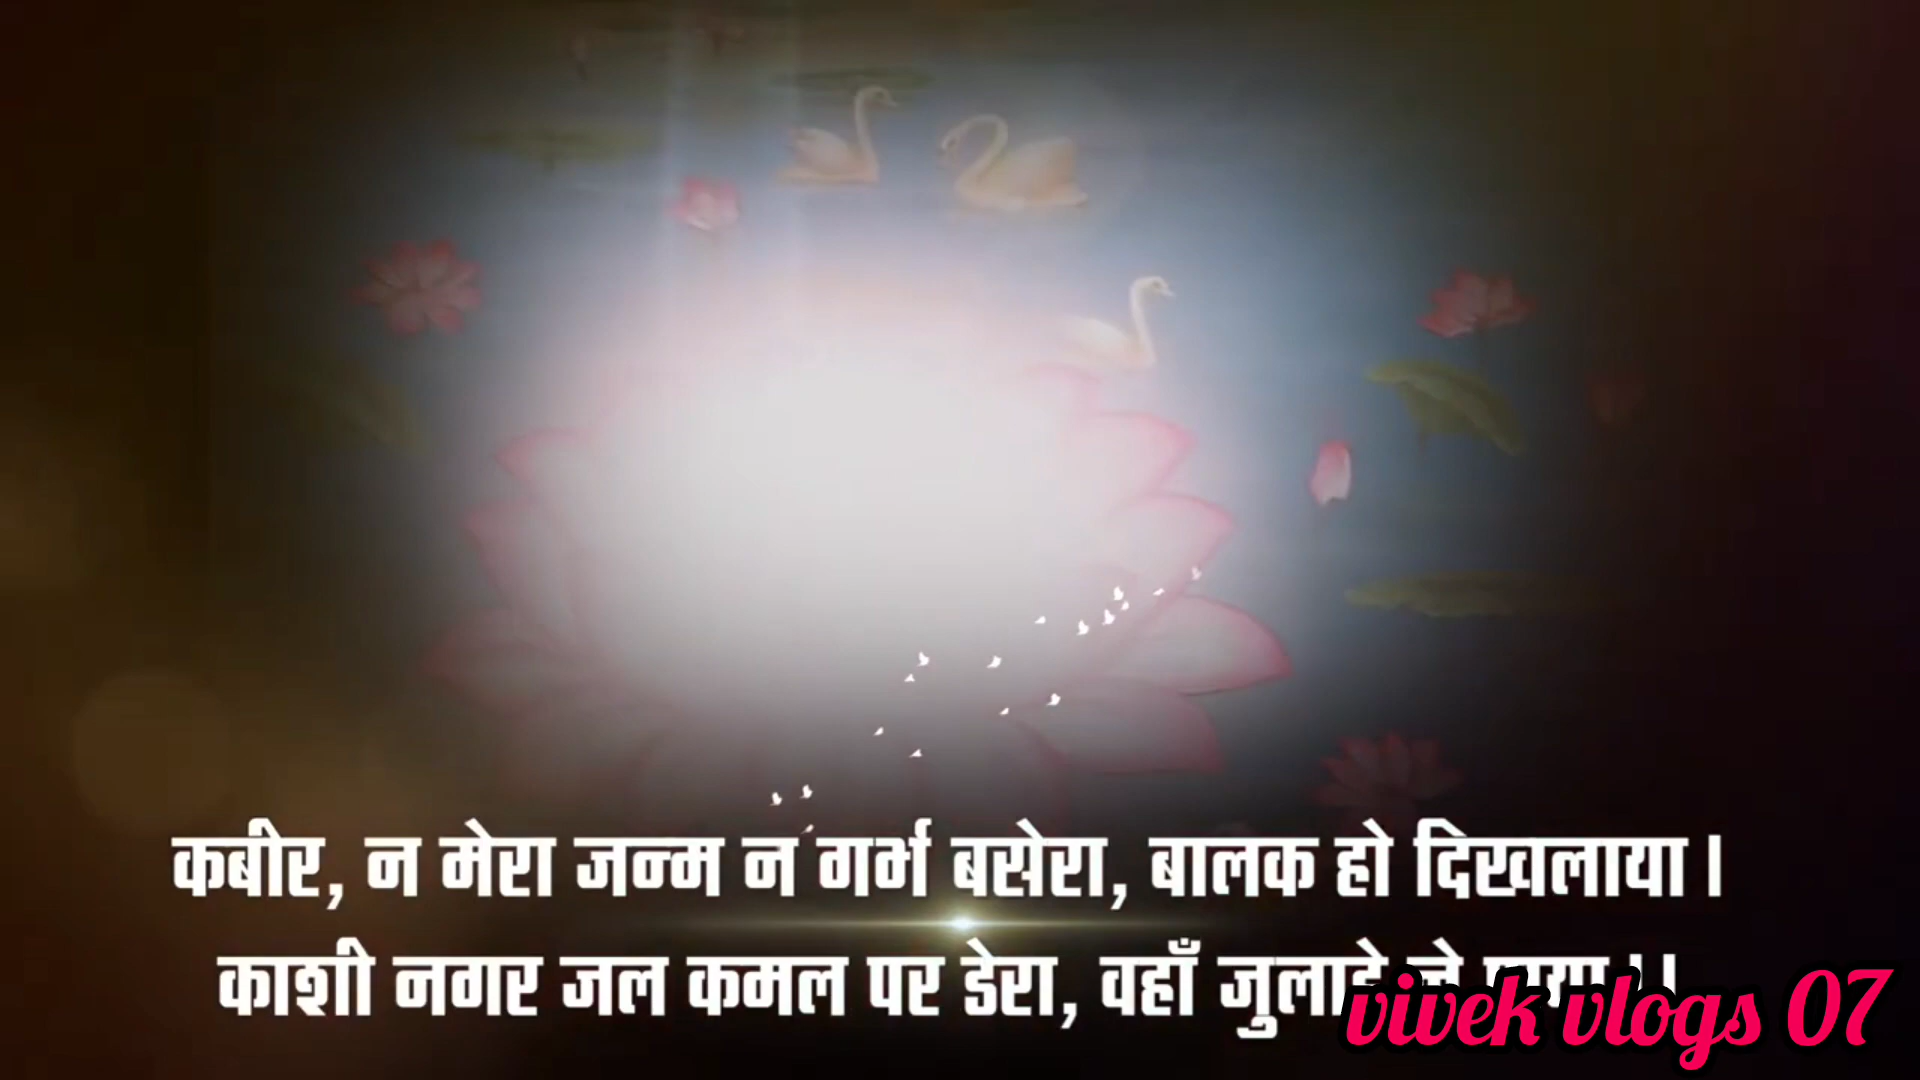 कबीर, न मेरा जन्म न गर्भ बसेरा, बालक हो दिखलाया।
काशी नगर जल कमल पर डेरा, वहाँ
vivek vlogs 07